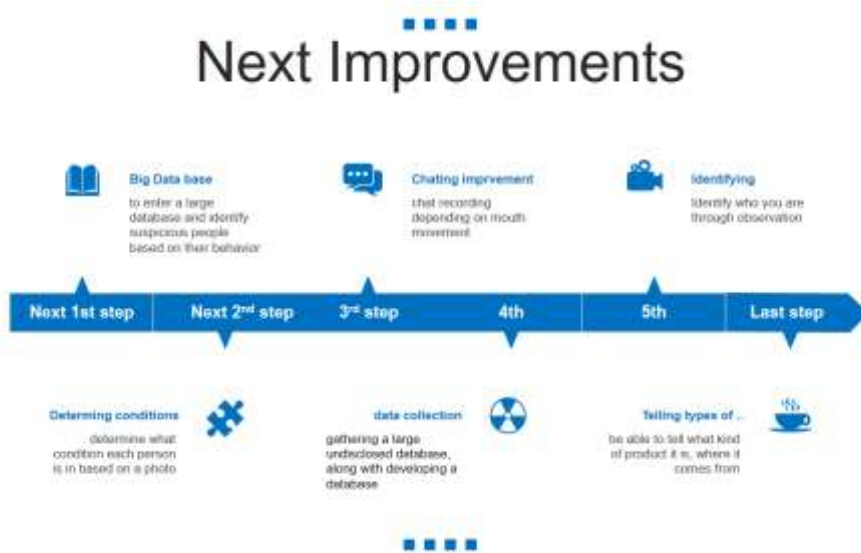 Next Improvements
Big Data base
to enter a large
database and identify
suspicious people
based on their behavior
Chating imprvement
chat recording
depending on mouth
movement
Identifying
Identify who you are
through observation
Next 1st step
Next 2nd step
3rd step
4th
5th
Last step
Determing conditions
determine what
condition each person
is in based on a photo
data collection
gathering a large
undisclosed database,
along with developing a
database
Telling types of ..
be able to tell what kind
of product it is, where it
comes from